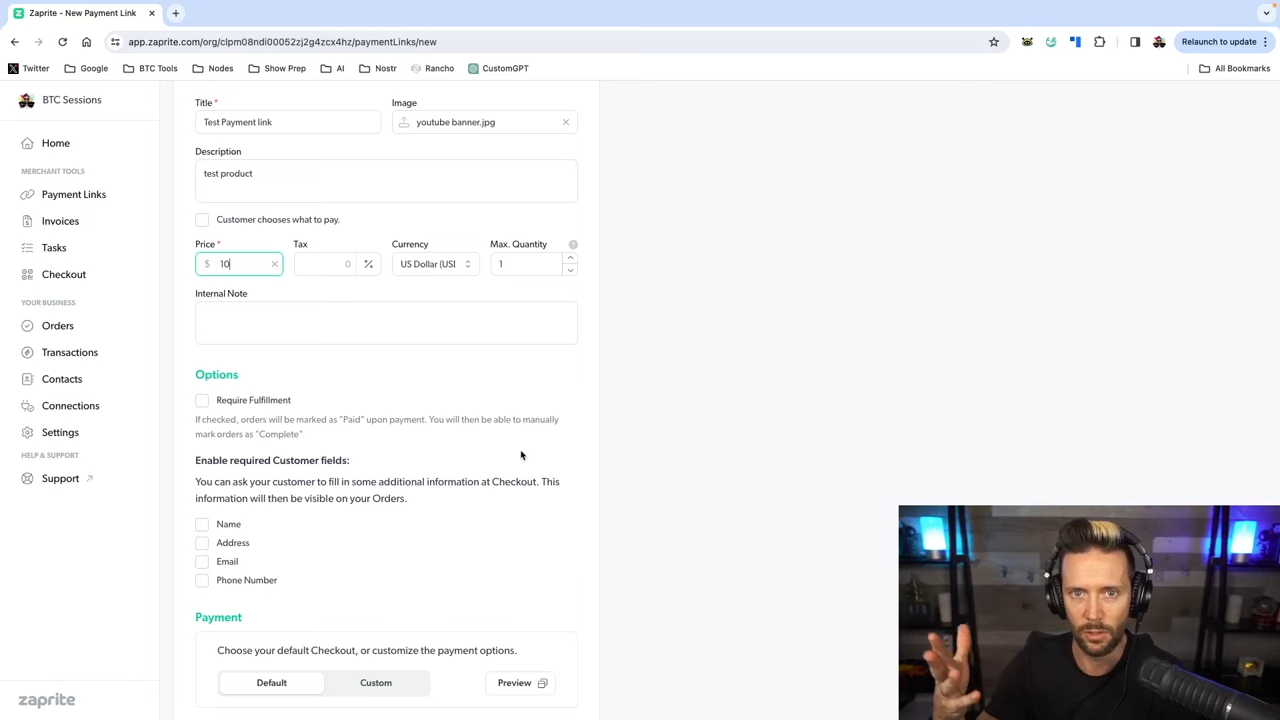 Zaprite - New Payment Link
app.zaprite.com/org/clpm08ndi00052zj2g4zcx4hz/paymentLinks/new
Relaunch to update
Twitter
Google
BTC Tools
Nodes
Show Prep
AI
Nostr
Rancho
CustomGPT
All Bookmarks
BTC Sessions
Home
MERCHANT TOOLS
Payment Links
Invoices
Tasks
Checkout
YOUR BUSINESS
Orders
Transactions
Contacts
Connections
Settings
HELP & SUPPORT
Support
zaprite
Title *
Image
Test Payment link
youtube banner.jpg
Description
test product
Customer chooses what to pay.
Price *
Tax
Currency
Max. Quantity
$ 10
0 %
US Dollar (USI
1
Internal Note
Options
Require Fulfillment
If checked, orders will be marked as "Paid" upon payment. You will then be able to manually
mark orders as "Complete"
Enable required Customer fields:
You can ask your customer to fill in some additional information at Checkout. This
information will then be visible on your Orders.
Name
Address
Email
Phone Number
Payment
Choose your default Checkout, or customize the payment options.
Default
Custom
Preview